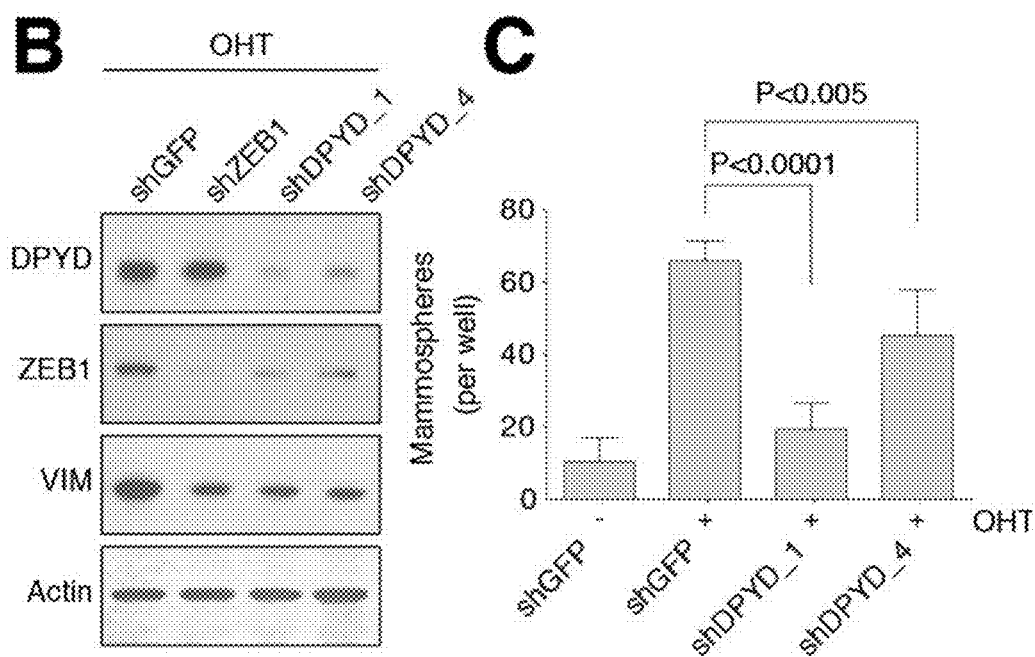 B
OHT
shGFP
shZEB1
shDPYD_1
shDPYD_4
DPYD
ZEB1
VIM
Actin
C
P<0.005
P<0.0001
Mammospheres
(per well)
80
60
40
20
0
- + + + OHT
shGFP
shGFP
shDPYD_1
shDPYD_4